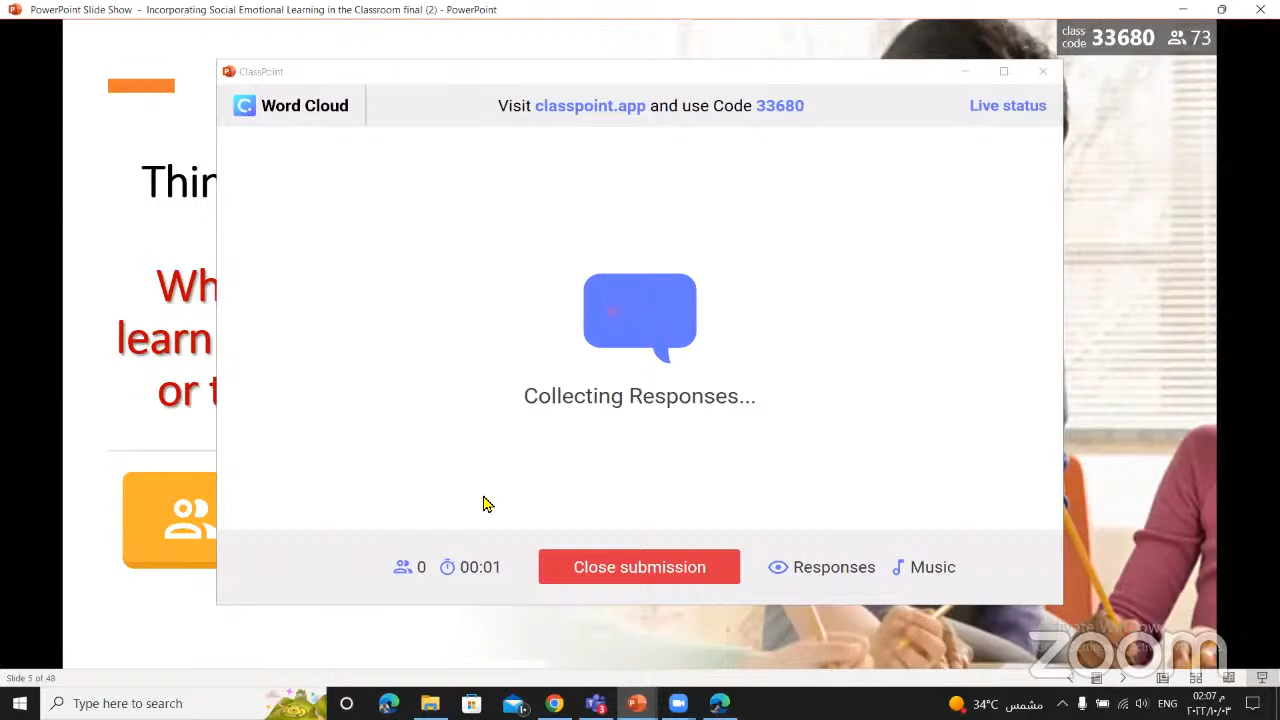 PowerPoint Slide Show - Incorporating Social Emotional Learning in the Classroom final (2) - PowerPoint
class code 33680 73
ClassPoint
Word Cloud
Visit classpoint.app and use Code 33680
Live status
Thin
Wh
learn
or t
Collecting Responses...
0 00:01
Close submission
Responses
Music
zoom
Slide 5 of 48
Type here to search
34°C مشمس
ENG
02:07